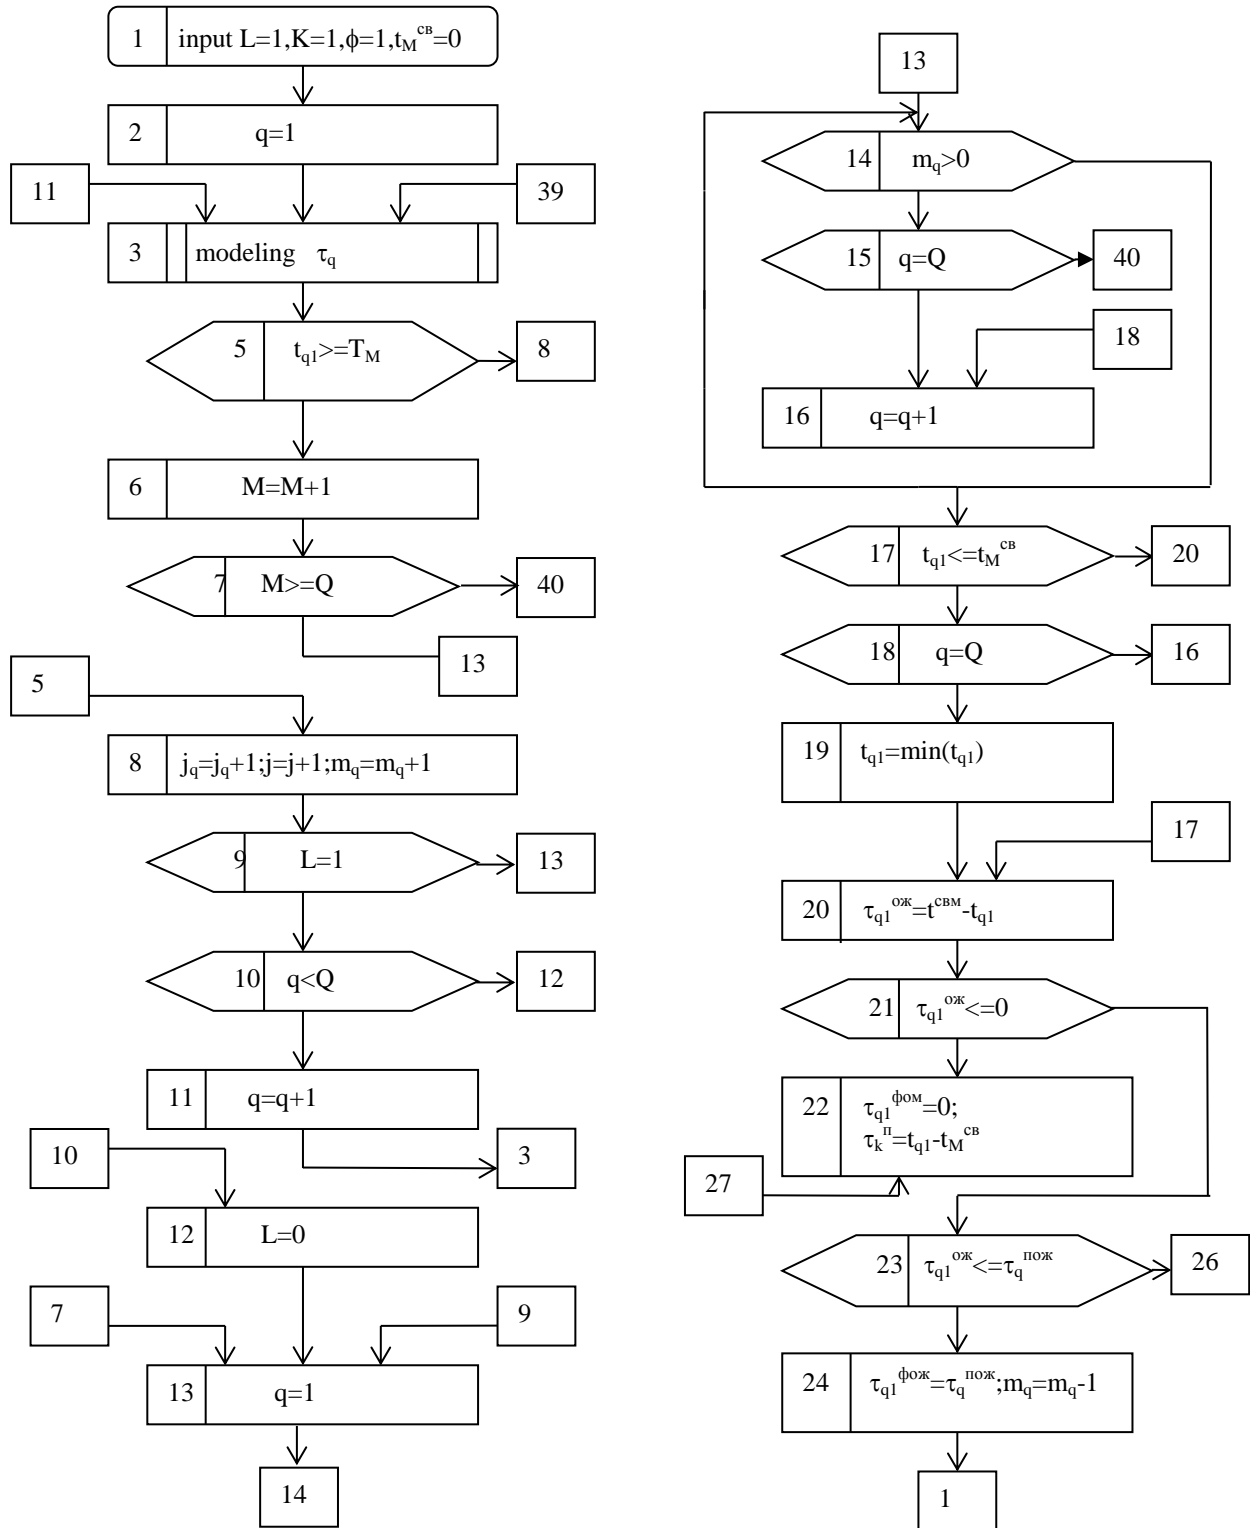 1 input L=1,K=1,ϕ=1,t_M^св=0
2 q=1
11
39
3 modeling τ_q
5 t_q1>=T_M
8
6 M=M+1
7 M>=Q
40
13
5
8 j_q=j_q+1;j=j+1;m_q=m_q+1
9 L=1
13
10 q<Q
12
11 q=q+1
3
10
12 L=0
7
9
13 q=1
14
13
14 m_q>0
15 q=Q
40
18
16 q=q+1
17 t_q1<=t_M^св
20
18 q=Q
16
19 t_q1=min(t_q1)
17
20 τ_q1^ож=t^свм-t_q1
21 τ_q1^ож<=0
22 τ_q1^фом=0;
τ_k^п=t_q1-t_M^св
27
23 τ_q1^ож<=τ_q^пож
26
24 τ_q1^фож=τ_q^пож;m_q=m_q-1
1